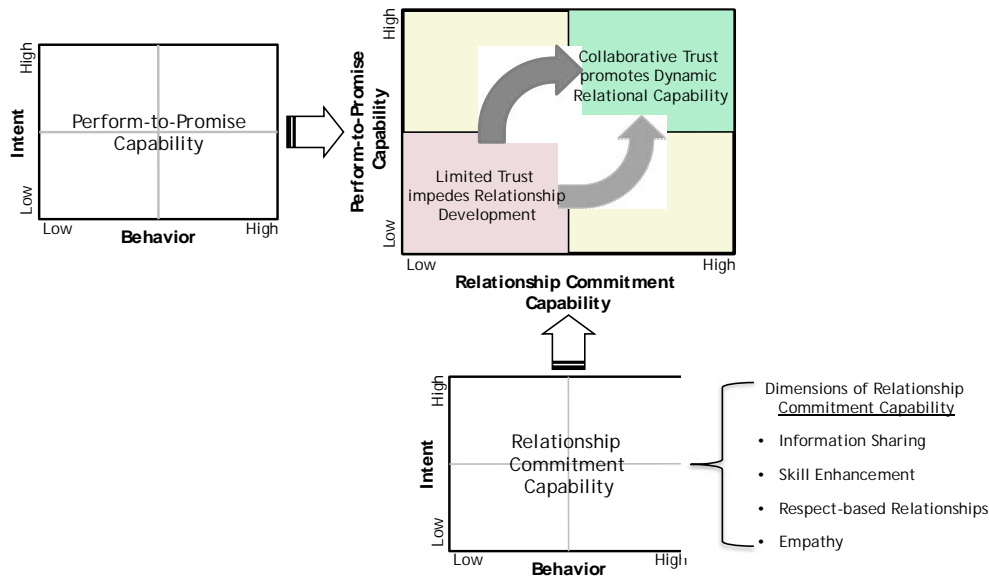 High
Intent
Low
Perform-to-Promise
Capability
Low
High
Behavior
High
Perform-to-Promise
Capability
Low
Collaborative Trust
promotes Dynamic
Relational Capability
Limited Trust
impedes Relationship
Development
Low
High
Relationship Commitment
Capability
High
Intent
Low
Relationship
Commitment
Capability
Low
High
Behavior
Dimensions of Relationship
Commitment Capability
• Information Sharing
• Skill Enhancement
• Respect-based Relationships
• Empathy